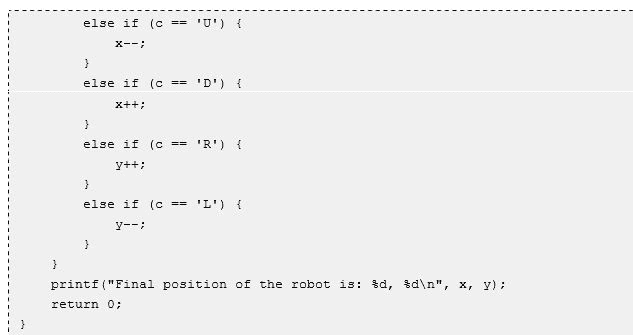 else if (c == 'U') {
x--;
}
else if (c == 'D') {
x++;
}
else if (c == 'R') {
y++;
}
else if (c == 'L') {
y--;
}
}
printf("Final position of the robot is: %d, %d\n", x, y);
return 0;
}